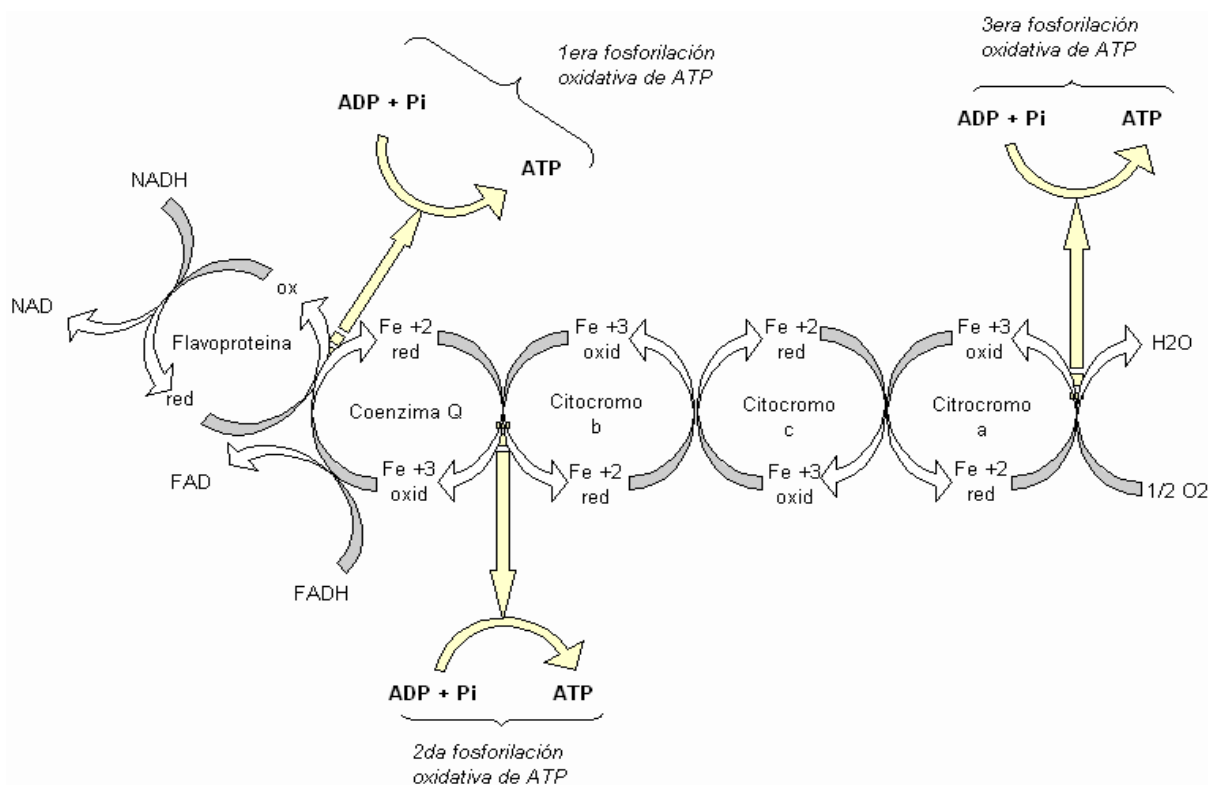 1era fosforilación
oxidativa de ATP
3era fosforilación
oxidativa de ATP
ADP + Pi
ATP
ADP + Pi
ATP
NADH
NAD
ox
Flavoproteina
red
FAD
FADH
Fe +2
red
Coenzima Q
Fe +3
oxid
Fe +3
oxid
Citocromo
b
Fe +2
red
Fe +2
red
Citocromo
c
Fe +3
oxid
Fe +3
oxid
Citrocromo
a
Fe +2
red
H2O
1/2 O2
ADP + Pi
ATP
2da fosforilación
oxidativa de ATP